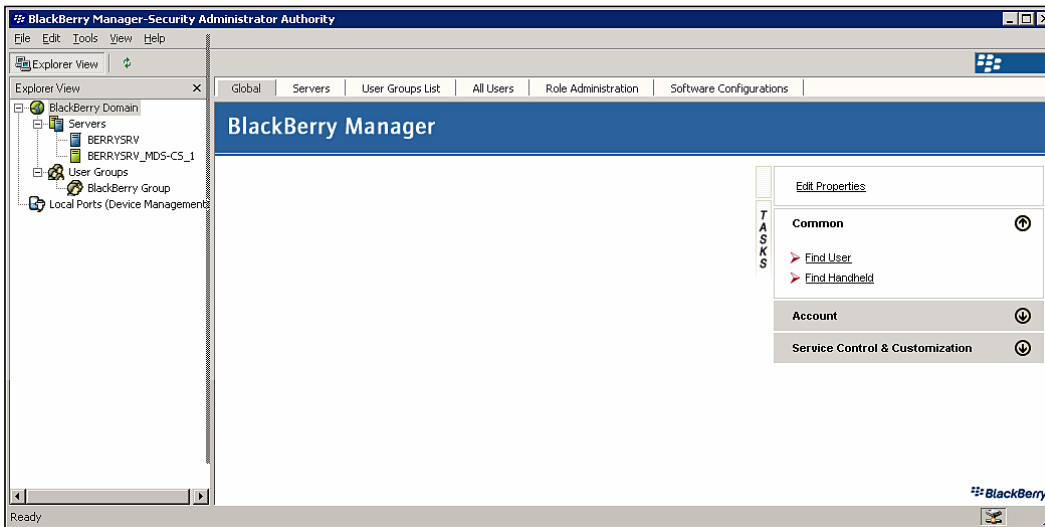 BlackBerry Manager-Security Administrator Authority
File Edit Tools View Help
Explorer View
Explorer View X
Global Servers User Groups List All Users Role Administration Software Configurations
BlackBerry Domain
Servers
BERRYSRV
BERRYSRV_MDS-CS_1
User Groups
BlackBerry Group
Local Ports (Device Management
BlackBerry Manager
TASKS
Edit Properties
Common
Find User
Find Handheld
Account
Service Control & Customization
BlackBerry
Ready